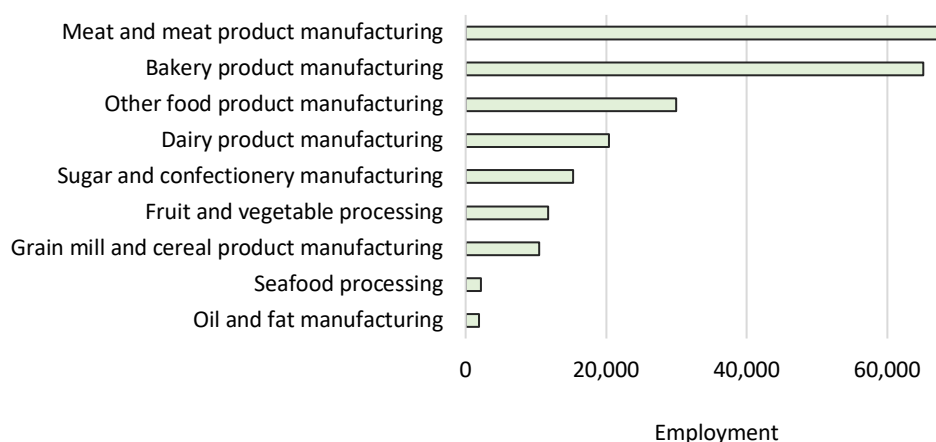 Meat and meat product manufacturing
Bakery product manufacturing
Other food product manufacturing
Dairy product manufacturing
Sugar and confectionery manufacturing
Fruit and vegetable processing
Grain mill and cereal product manufacturing
Seafood processing
Oil and fat manufacturing
0 20,000 40,000 60,000
Employment